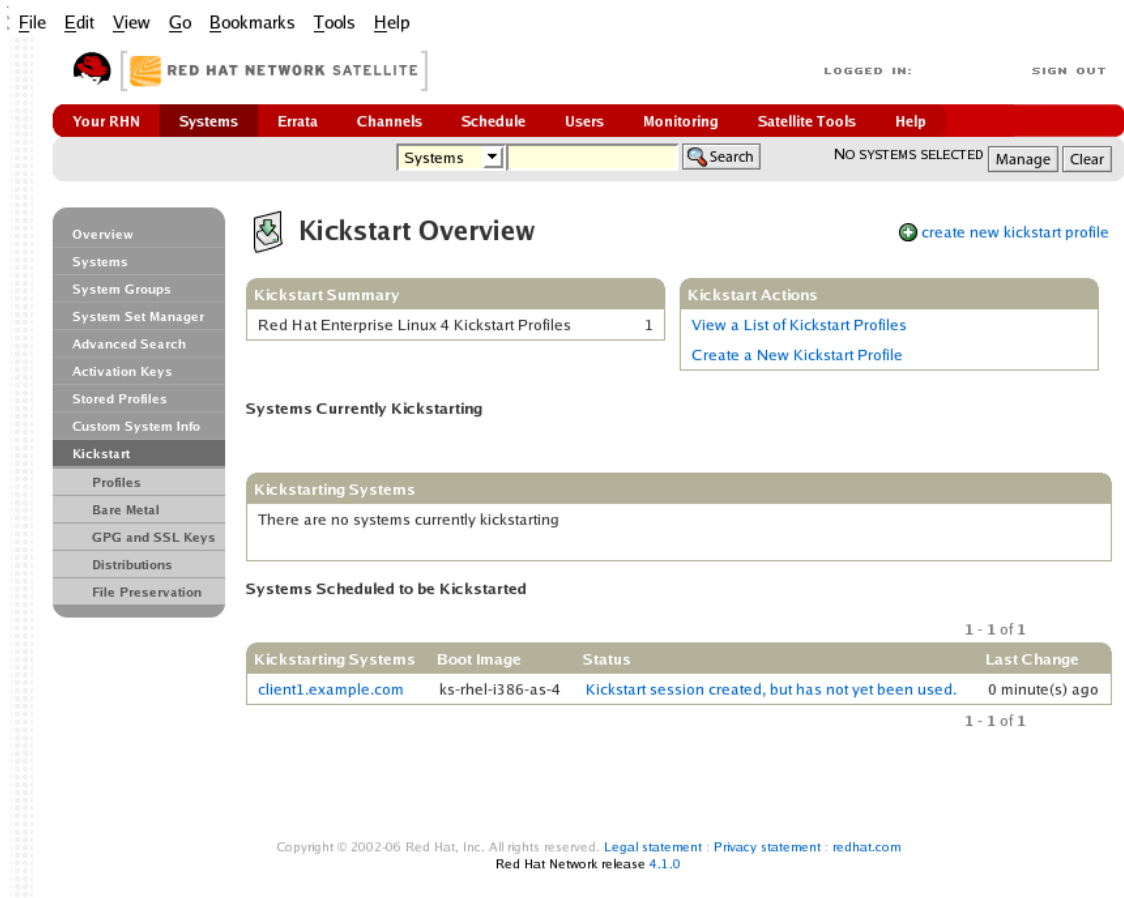 File Edit View Go Bookmarks Tools Help
RED HAT NETWORK SATELLITE
LOGGED IN: SIGN OUT
Your RHN Systems Errata Channels Schedule Users Monitoring Satellite Tools Help
Systems Search NO SYSTEMS SELECTED Manage Clear
Overview
Systems
System Groups
System Set Manager
Advanced Search
Activation Keys
Stored Profiles
Custom System Info
Kickstart
Profiles
Bare Metal
GPG and SSL Keys
Distributions
File Preservation
Kickstart Overview
create new kickstart profile
Kickstart Summary
Red Hat Enterprise Linux 4 Kickstart Profiles 1
Kickstart Actions
View a List of Kickstart Profiles
Create a New Kickstart Profile
Systems Currently Kickstarting
Kickstarting Systems
There are no systems currently kickstarting
Systems Scheduled to be Kickstarted
1 - 1 of 1
Kickstarting Systems Boot Image Status Last Change
client1.example.com ks-rhel-i386-as-4 Kickstart session created, but has not yet been used. 0 minute(s) ago
1 - 1 of 1
Copyright © 2002-06 Red Hat, Inc. All rights reserved. Legal statement : Privacy statement : redhat.com
Red Hat Network release 4.1.0